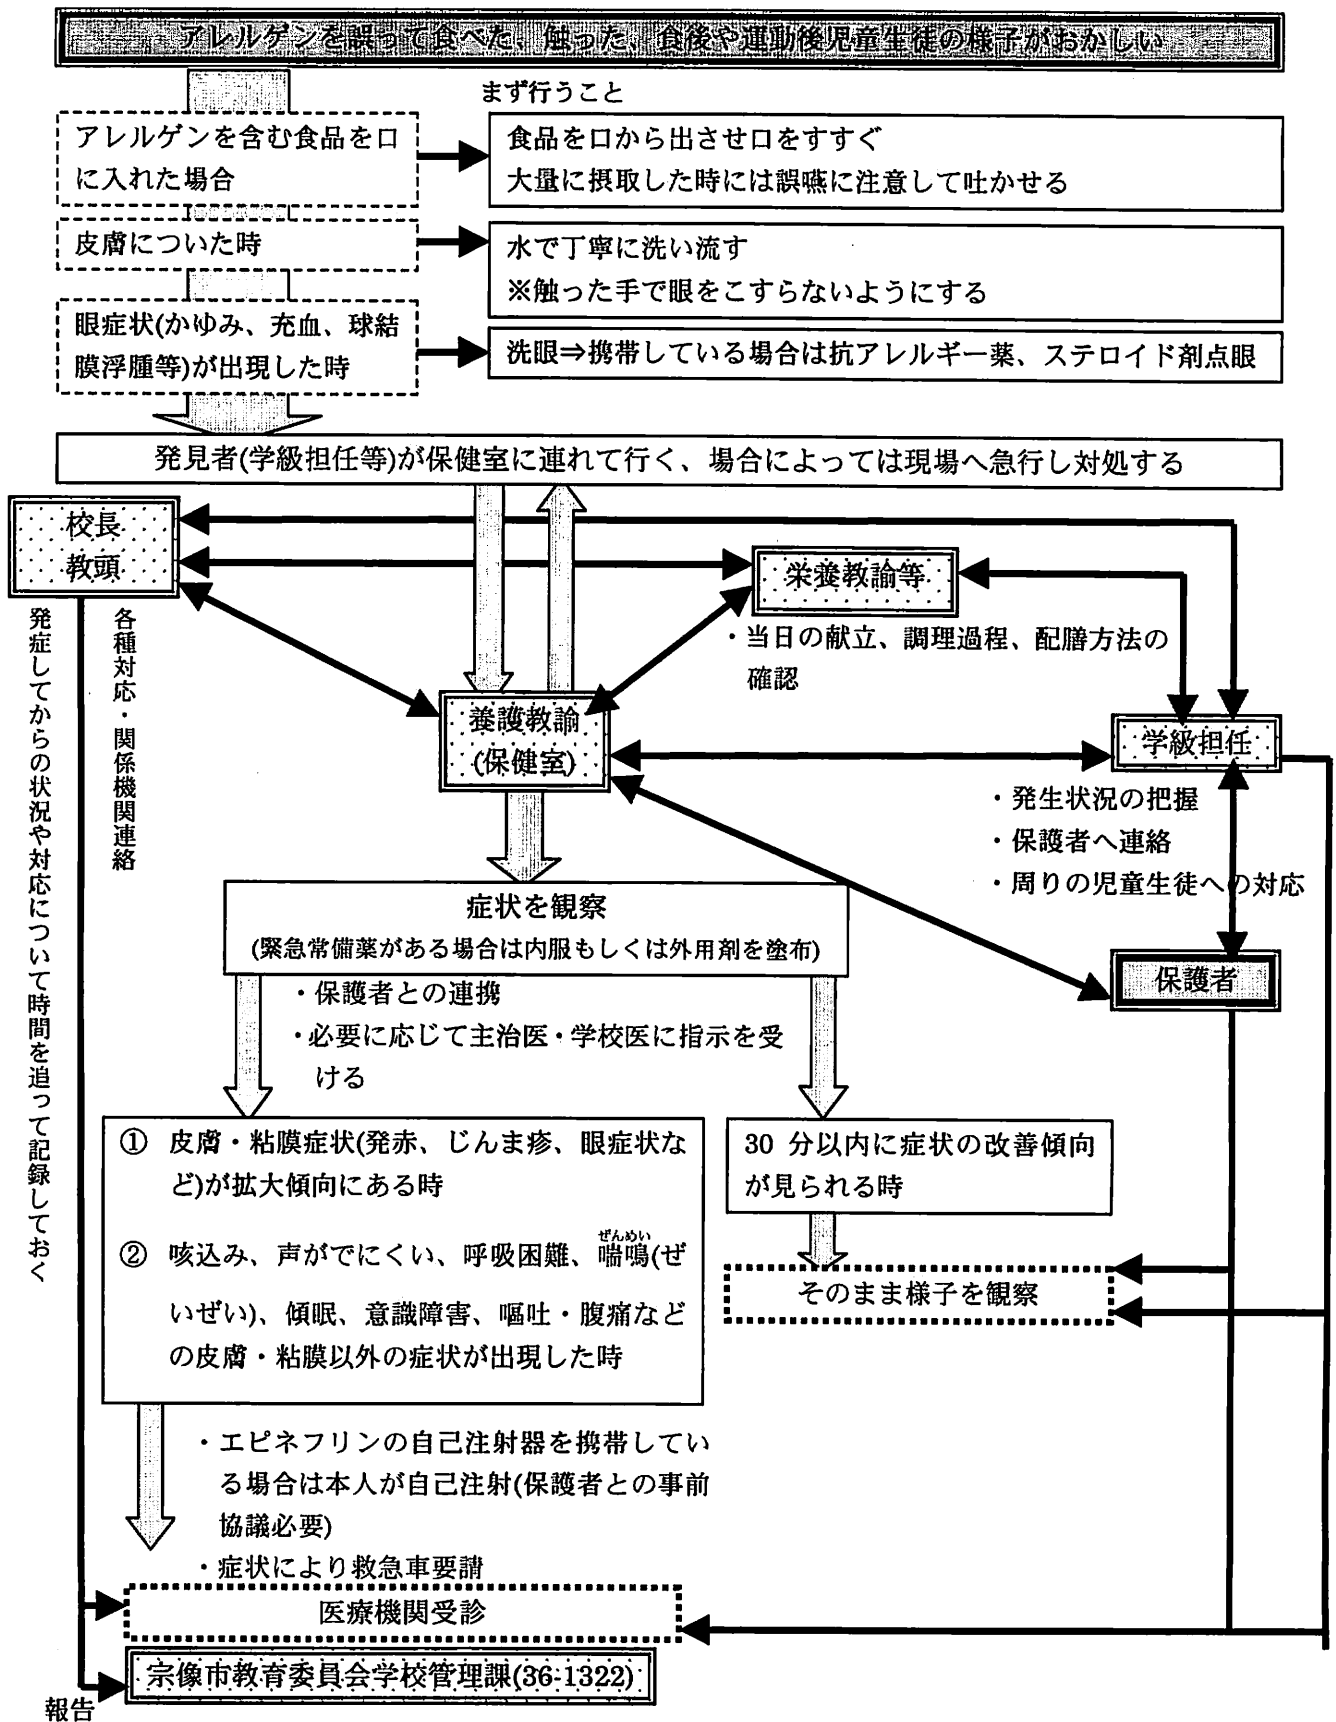 アレルゲンを誤って食べた、触った、食後や運動後児童生徒の様子がおかしい
まず行うこと
アレルゲンを含む食品を口
に入れた場合
食品を口から出させ口をすすぐ
大量に摂取した時には誤嚥に注意して吐かせる
皮膚についた時
水で丁寧に洗い流す
※触った手で眼をこすらないようにする
眼症状(かゆみ、充血、球結
膜浮腫等)が出現した時
洗眼⇒携帯している場合は抗アレルギー薬、ステロイド剤点眼
発見者(学級担任等)が保健室に連れて行く、場合によっては現場へ急行し対処する
校長
教頭
栄養教諭等
・当日の献立、調理過程、配膳方法の
確認
各種対応・関係機関連絡
発症してからの状況や対応について時間を追って記録しておく
養護教諭
(保健室)
学級担任
・発生状況の把握
・保護者へ連絡
・周りの児童生徒への対応
症状を観察
(緊急常備薬がある場合は内服もしくは外用剤を塗布)
保護者
・保護者との連携
・必要に応じて主治医・学校医に指示を受
ける
① 皮膚・粘膜症状(発赤、じんま疹、眼症状な
ど)が拡大傾向にある時
② 咳込み、声がでにくい、呼吸困難、喘鳴(ぜ
ぜんめい
いぜい)、傾眠、意識障害、嘔吐・腹痛など
の皮膚・粘膜以外の症状が出現した時
30 分以内に症状の改善傾向
が見られる時
そのまま様子を観察
・エピネフリンの自己注射器を携帯してい
る場合は本人が自己注射(保護者との事前
協議必要)
・症状により救急車要請
医療機関受診
宗像市教育委員会学校管理課(36-1322)
報告